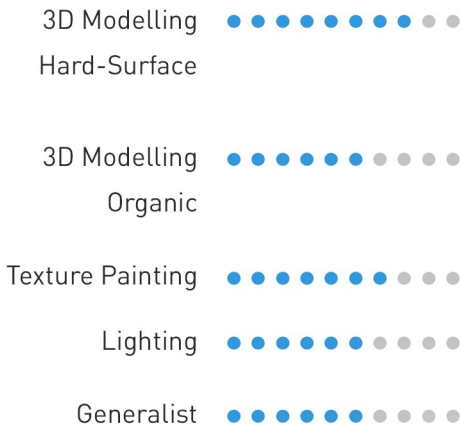 3D Modelling
Hard-Surface
3D Modelling
Organic
Texture Painting
Lighting
Generalist